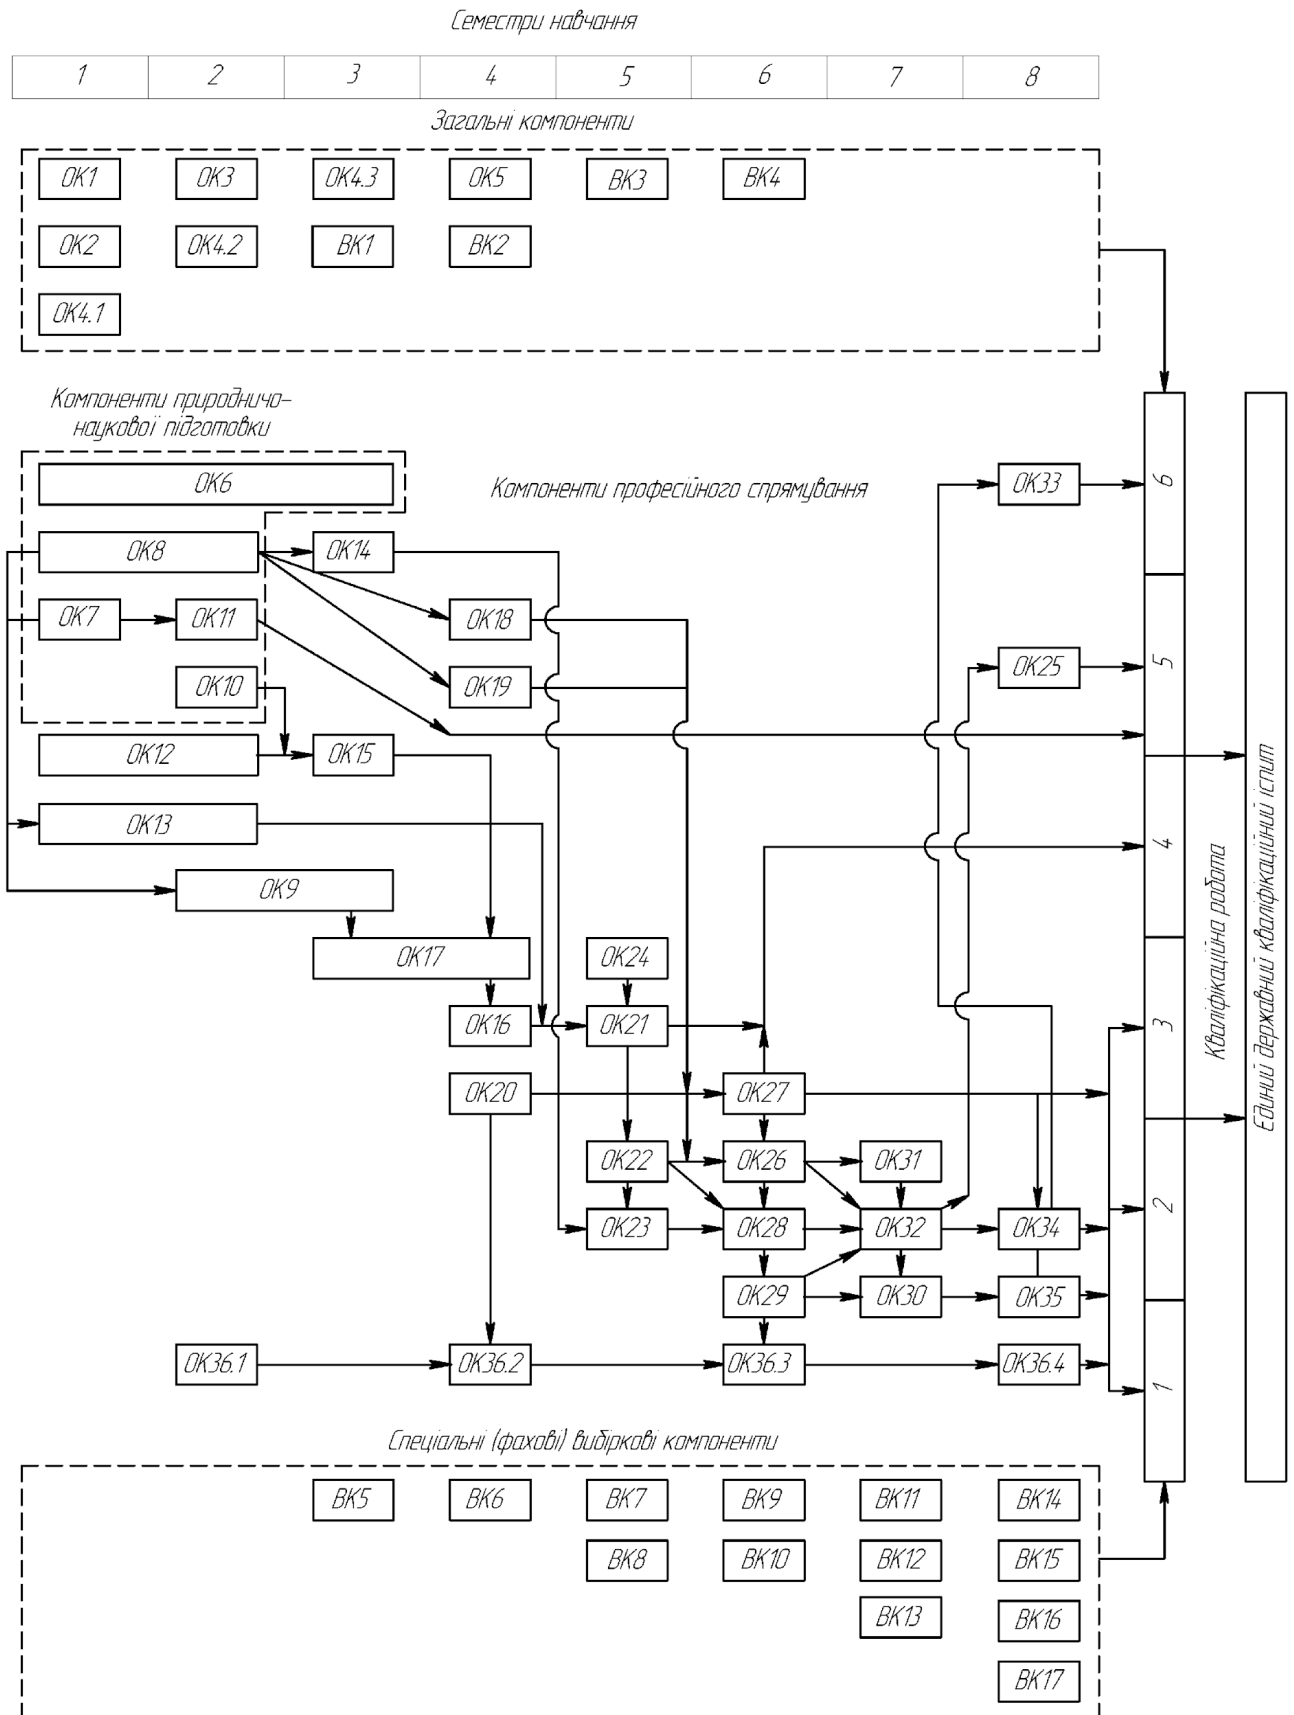 Семестри навчання
1 2 3 4 5 6 7 8
Загальні компоненти
ОК1 ОК3 ОК4.3 ОК5 ВК3 ВК4
ОК2 ОК4.2 ВК1 ВК2
ОК4.1
Компоненти природничо-
наукової підготовки
ОК6
Компоненти професійного спрямування
ОК33
6
ОК8 ОК14
ОК7 ОК11 ОК18
ОК10 ОК19 ОК25
5
ОК12 ОК15
ОК13
4
ОК9
ОК17 ОК24
ОК16 ОК21
3
ОК20 ОК27
ОК22 ОК26 ОК31
ОК23 ОК28 ОК32 ОК34
2
ОК29 ОК30 ОК35
ОК36.1 ОК36.2 ОК36.3 ОК36.4
1
Кваліфікаційна робота
Єдиний державний кваліфікаційний іспит
Спеціальні (фахові) вибіркові компоненти
ВК5 ВК6 ВК7 ВК9 ВК11 ВК14
ВК8 ВК10 ВК12 ВК15
ВК13 ВК16
ВК17